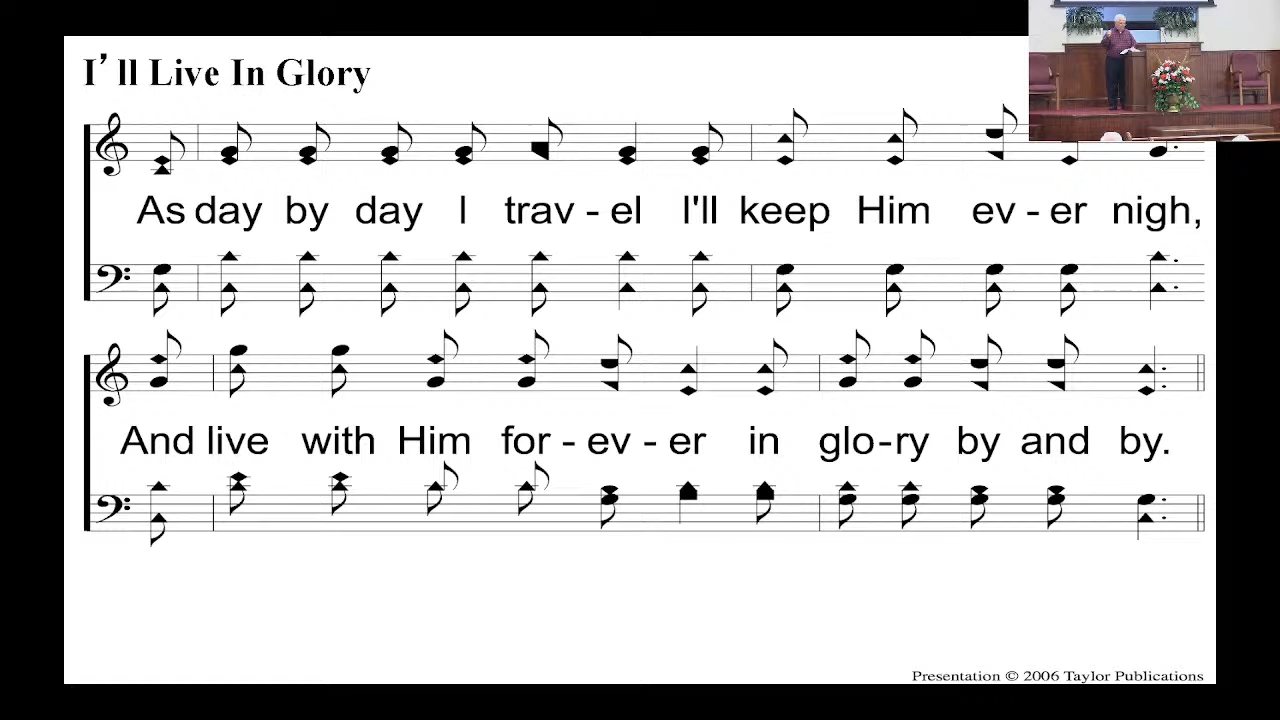 I'll Live In Glory
As day by day I trav - el I'll keep Him ev - er nigh,
And live with Him for - ev - er in glo-ry by and by.
Presentation © 2006 Taylor Publications